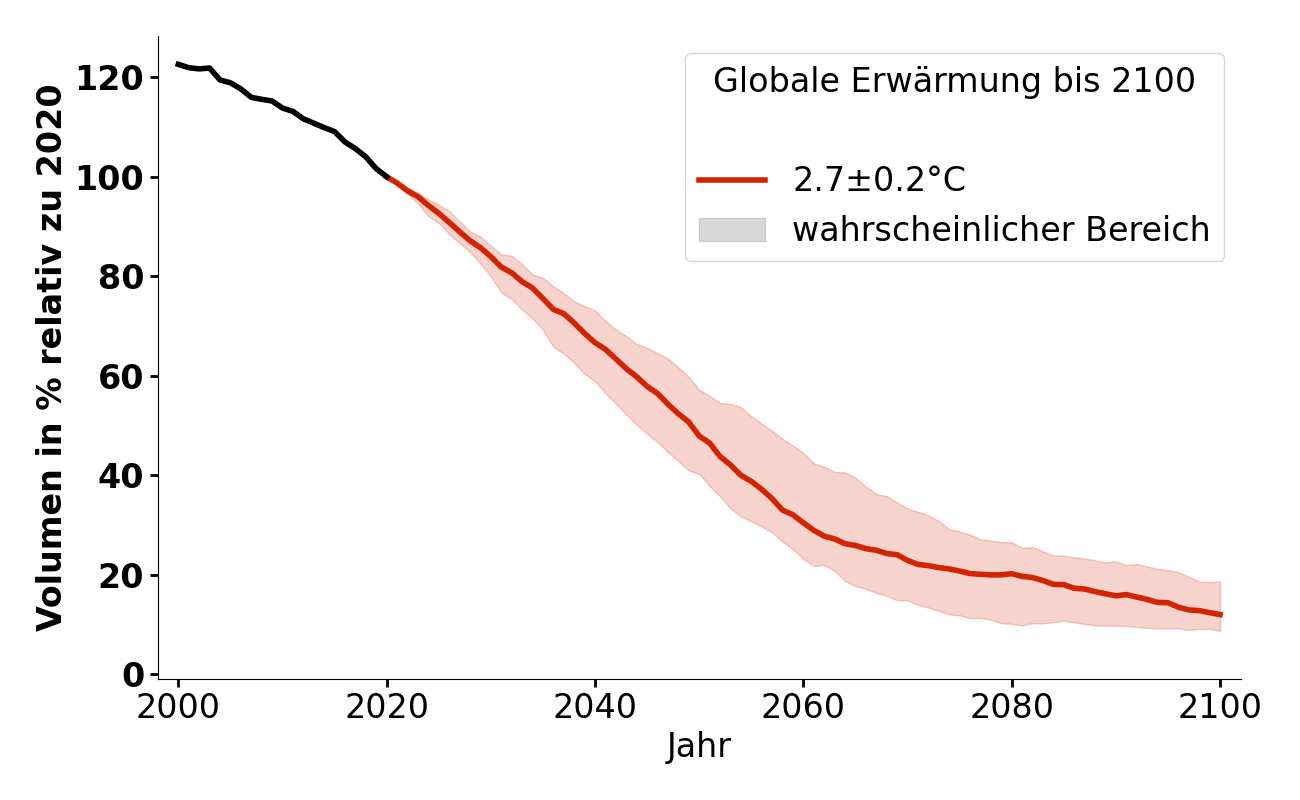 Volumen in % relativ zu 2020
120
100
80
60
40
20
0
Globale Erwärmung bis 2100
2.7±0.2°C
wahrscheinlicher Bereich
2000 2020 2040 2060 2080 2100
Jahr